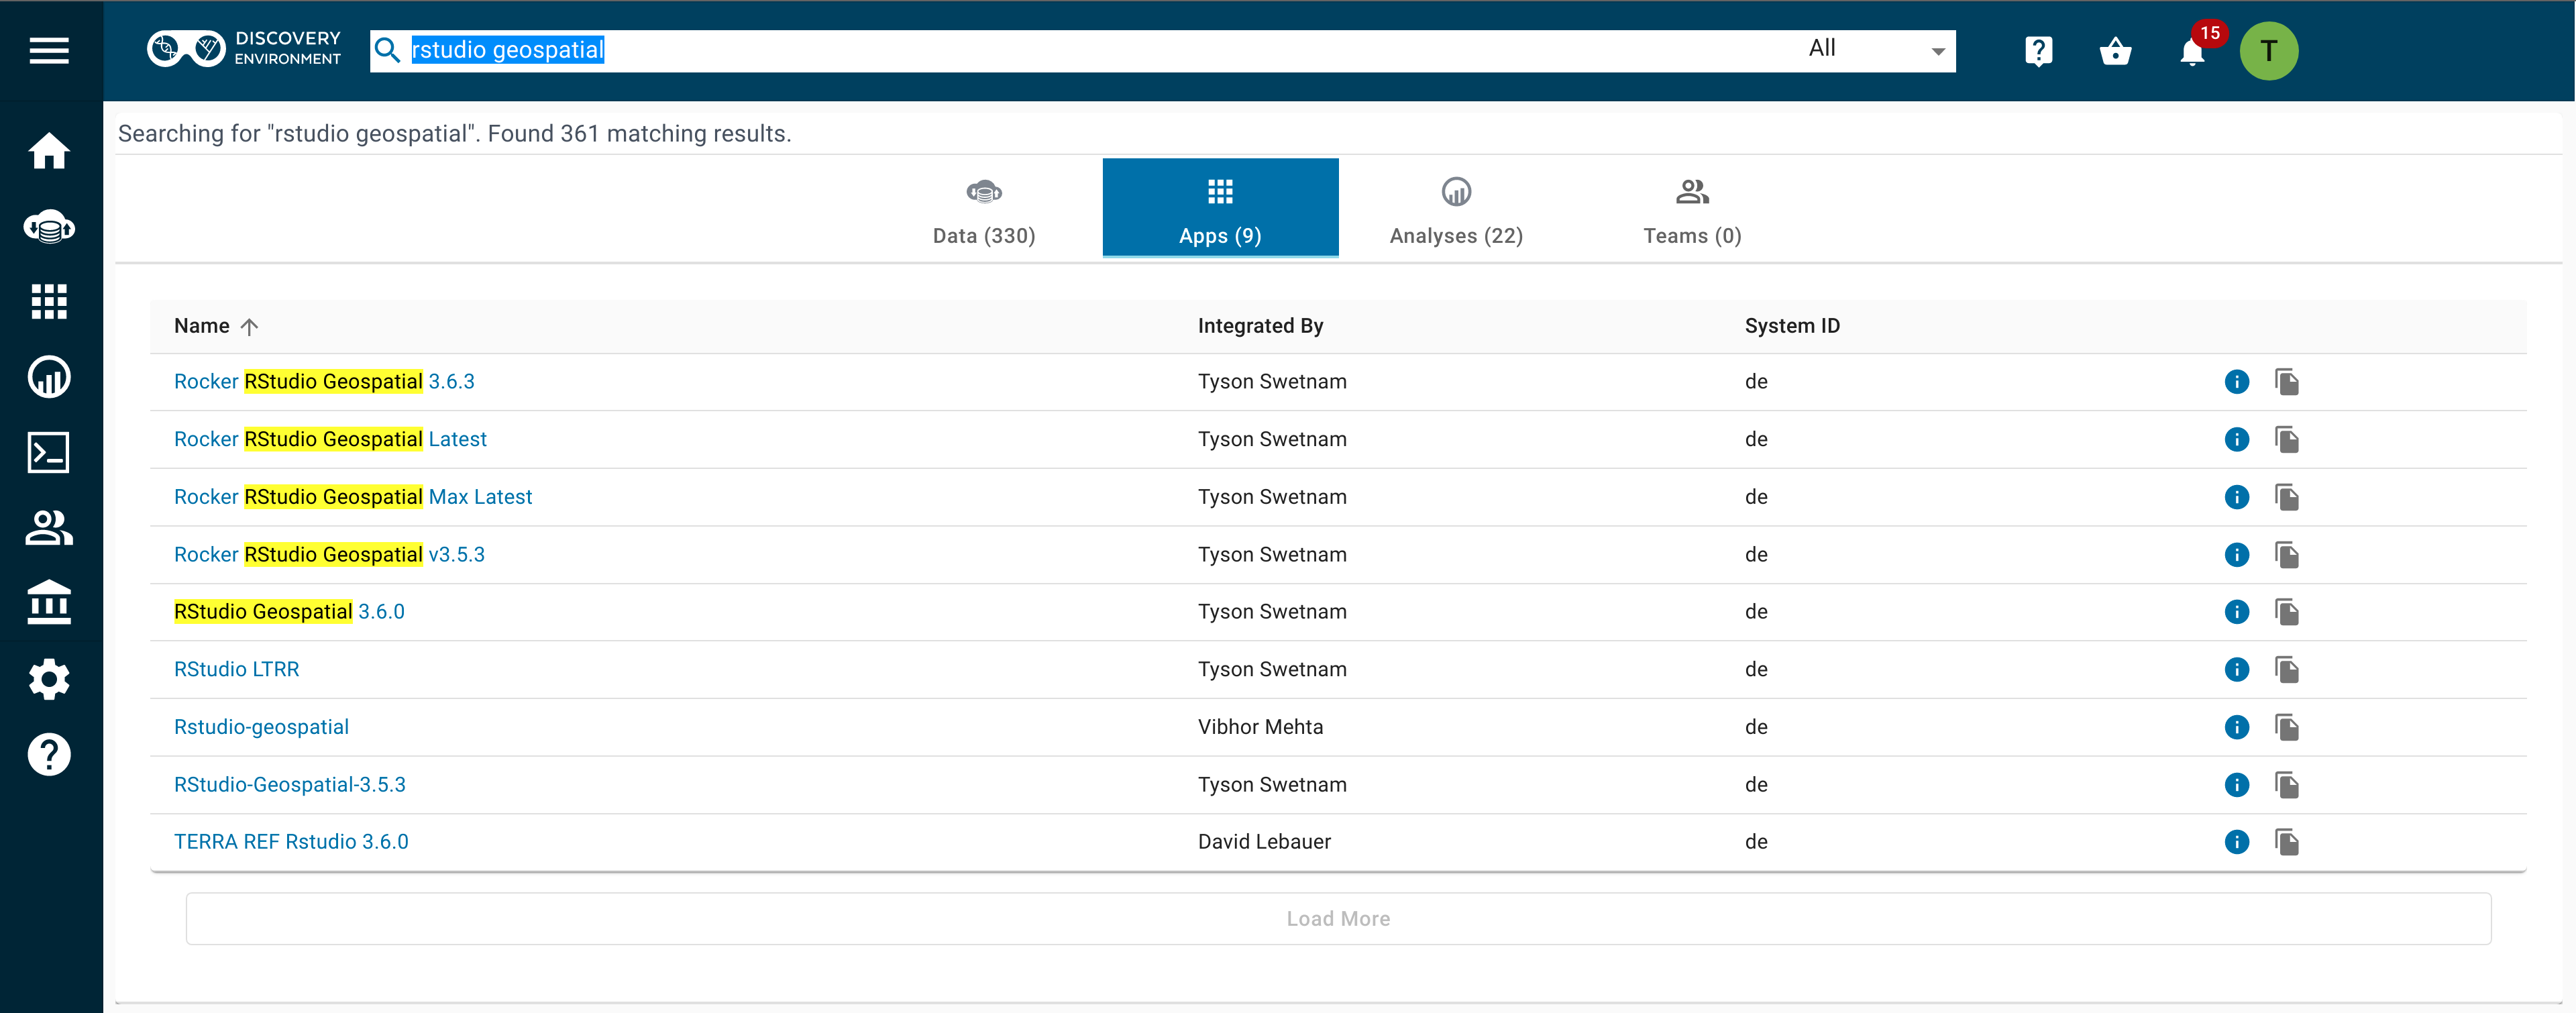 DISCOVERY
ENVIRONMENT
rstudio geospatial
All
15
T
Searching for "rstudio geospatial". Found 361 matching results.
Data (330)
Apps (9)
Analyses (22)
Teams (0)
Name Integrated By System ID
Rocker RStudio Geospatial 3.6.3 Tyson Swetnam de
Rocker RStudio Geospatial Latest Tyson Swetnam de
Rocker RStudio Geospatial Max Latest Tyson Swetnam de
Rocker RStudio Geospatial v3.5.3 Tyson Swetnam de
RStudio Geospatial 3.6.0 Tyson Swetnam de
RStudio LTRR Tyson Swetnam de
Rstudio-geospatial Vibhor Mehta de
RStudio-Geospatial-3.5.3 Tyson Swetnam de
TERRA REF Rstudio 3.6.0 David Lebauer de
Load More